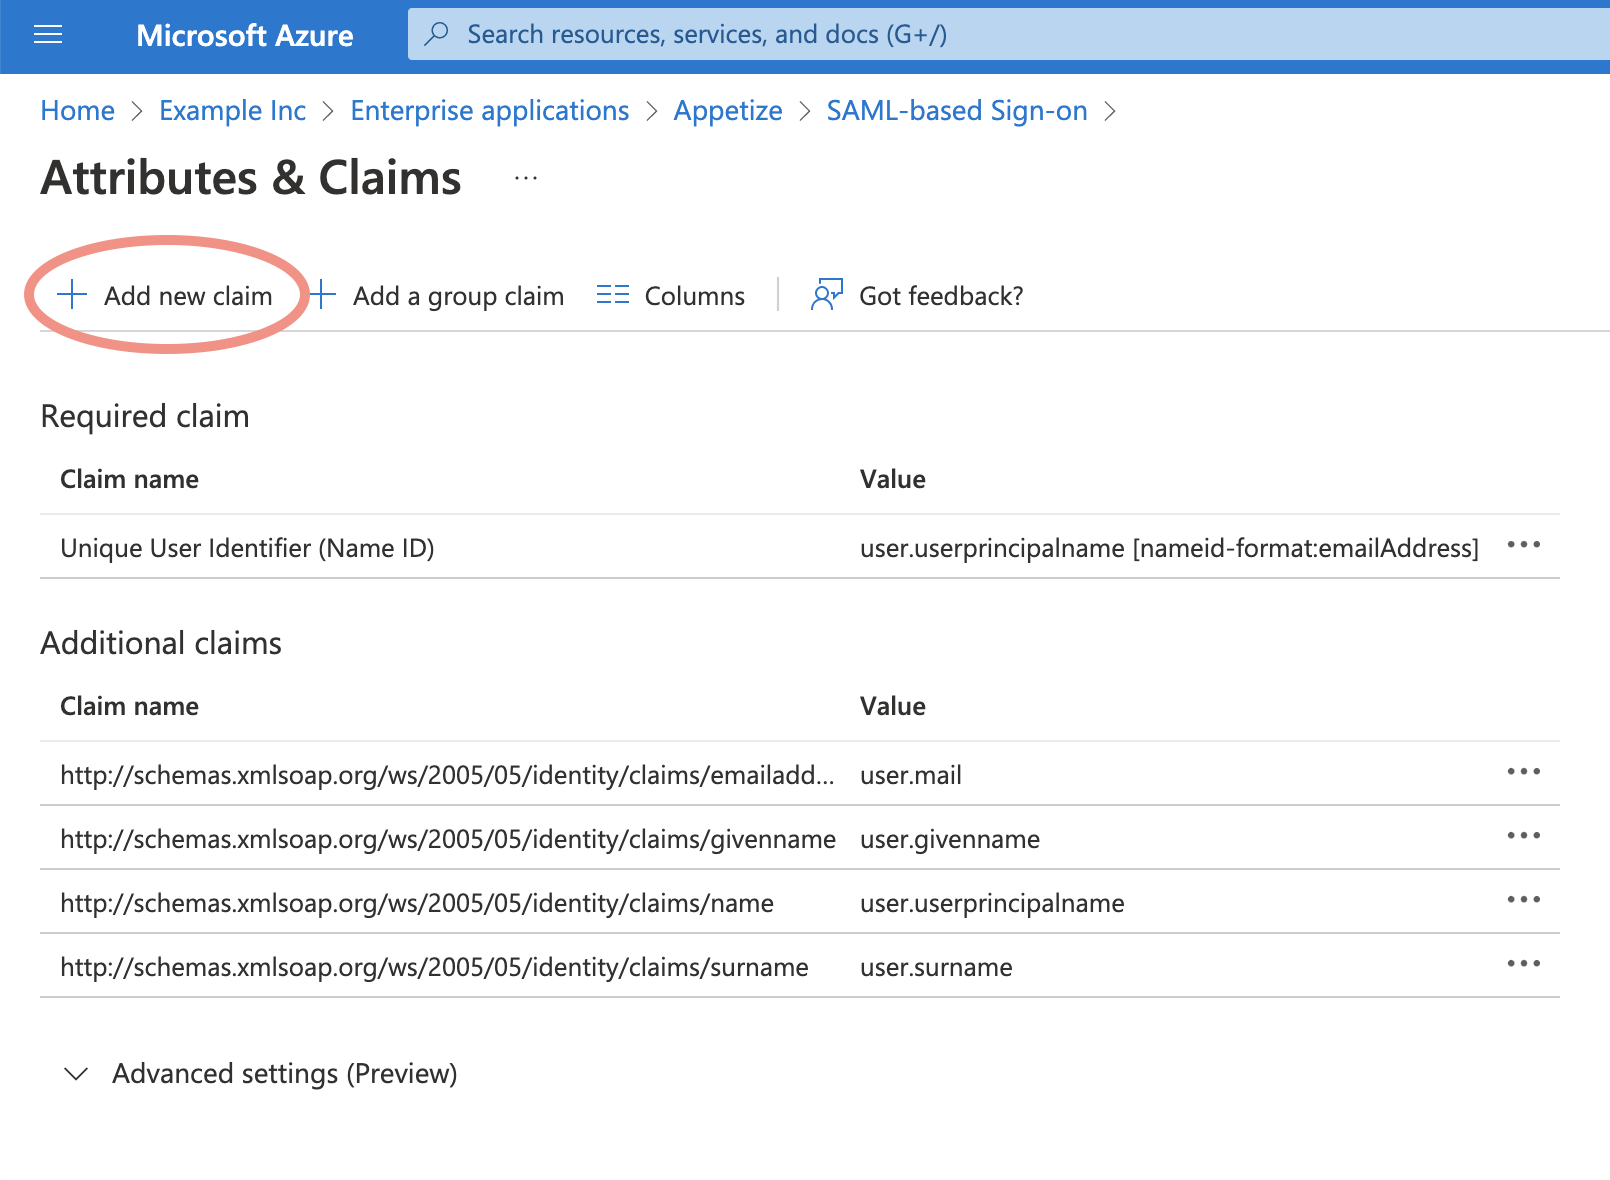 Microsoft Azure
Search resources, services, and docs (G+/)
Home > Example Inc > Enterprise applications > Appetize > SAML-based Sign-on >
Attributes & Claims ...
Add new claim Add a group claim Columns Got feedback?
Required claim
Claim name Value
Unique User Identifier (Name ID) user.userprincipalname [nameid-format:emailAddress]
Additional claims
Claim name Value
http://schemas.xmlsoap.org/ws/2005/05/identity/claims/emailadd... user.mail
http://schemas.xmlsoap.org/ws/2005/05/identity/claims/givenname user.givenname
http://schemas.xmlsoap.org/ws/2005/05/identity/claims/name user.userprincipalname
http://schemas.xmlsoap.org/ws/2005/05/identity/claims/surname user.surname
Advanced settings (Preview)